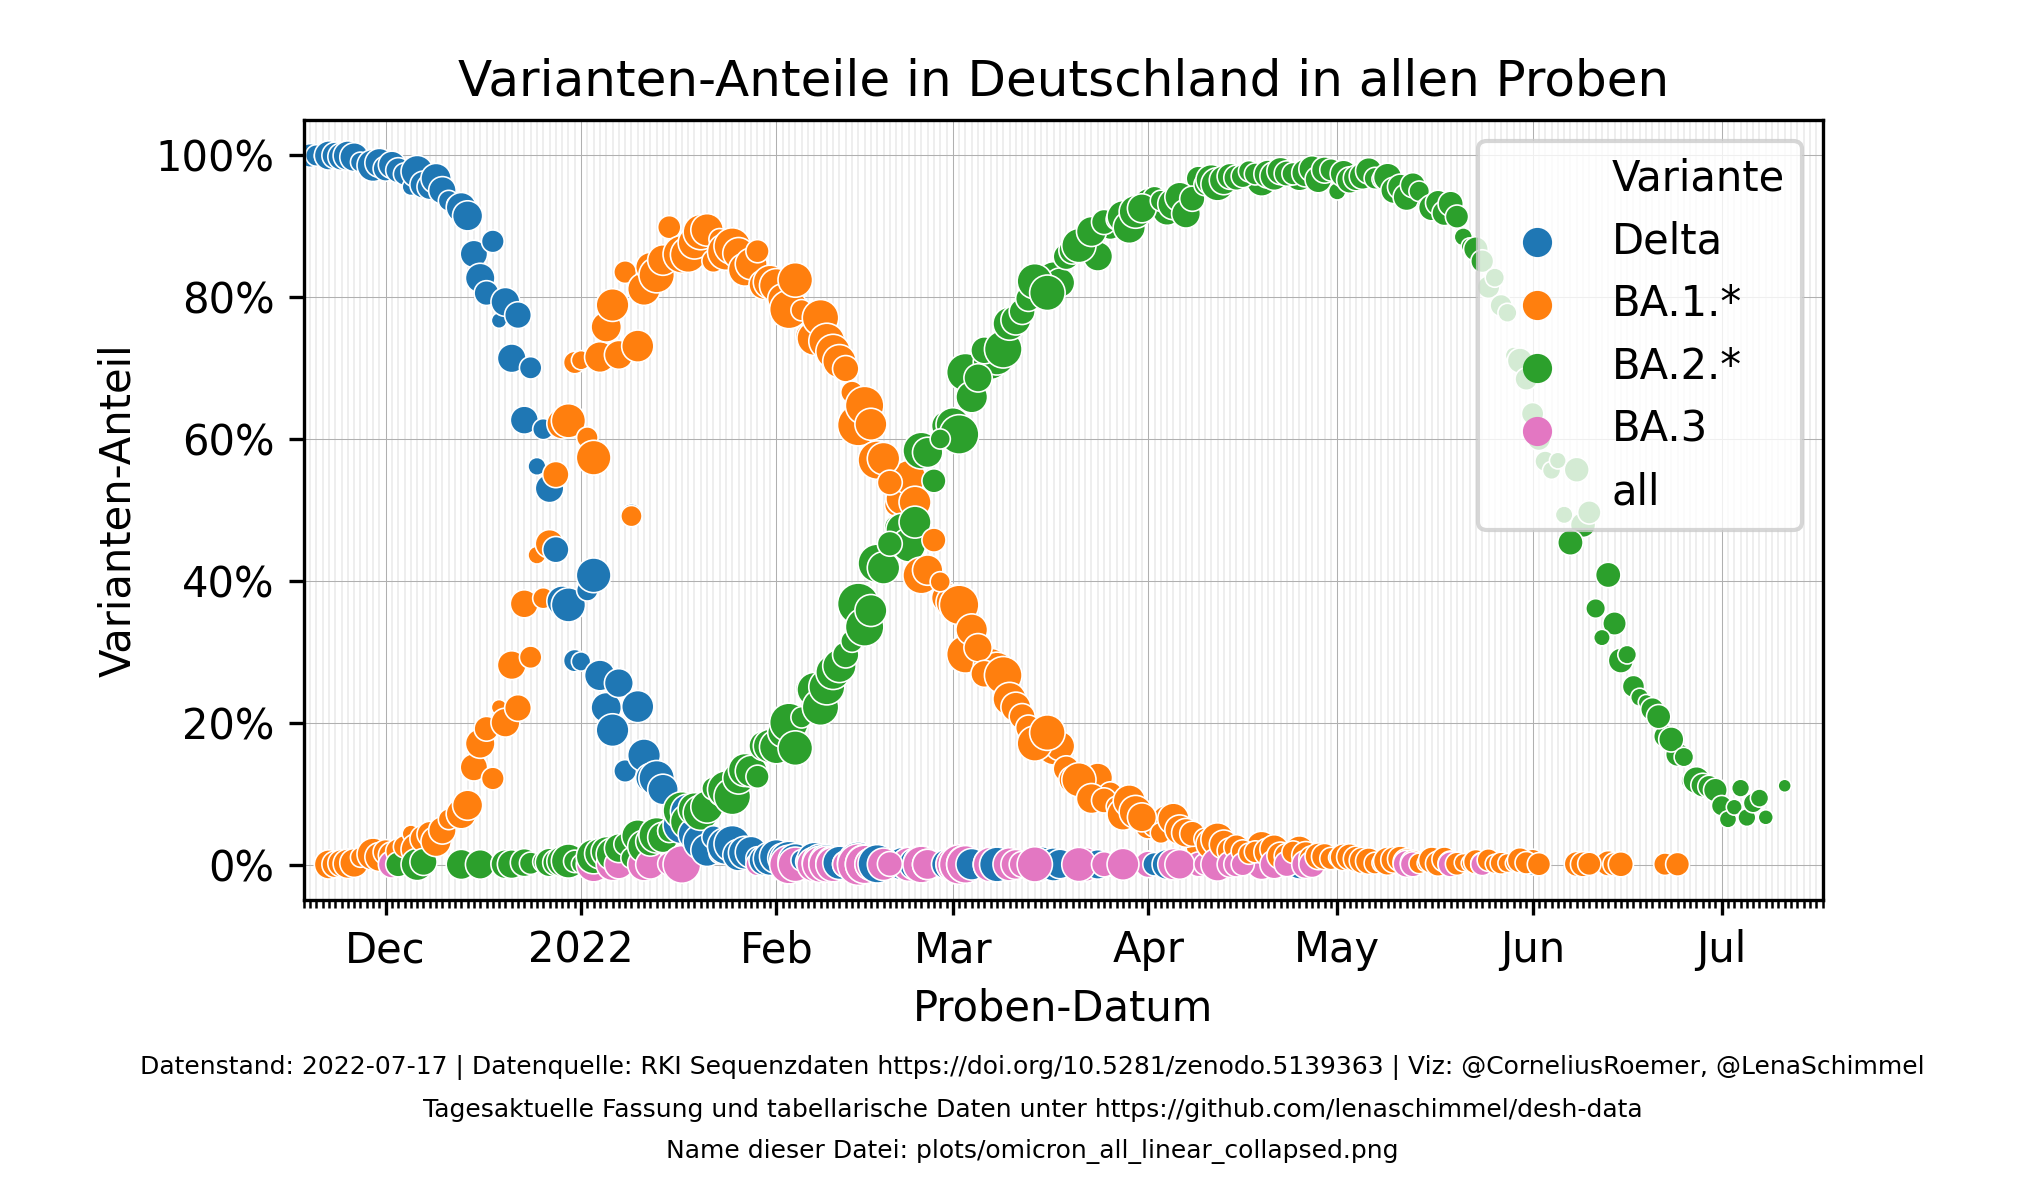 Varianten-Anteile in Deutschland in allen Proben
Varianten-Anteil
100%
80%
60%
40%
20%
0%
Variante
Delta
BA.1.*
BA.2.*
BA.3
all
Dec
2022
Feb
Mar
Apr
May
Jun
Jul
Proben-Datum
Datenstand: 2022-07-17 | Datenquelle: RKI Sequenzdaten https://doi.org/10.5281/zenodo.5139363 | Viz: @CorneliusRoemer, @LenaSchimmel
Tagesaktuelle Fassung und tabellarische Daten unter https://github.com/lenaschimmel/desh-data
Name dieser Datei: plots/omicron_all_linear_collapsed.png